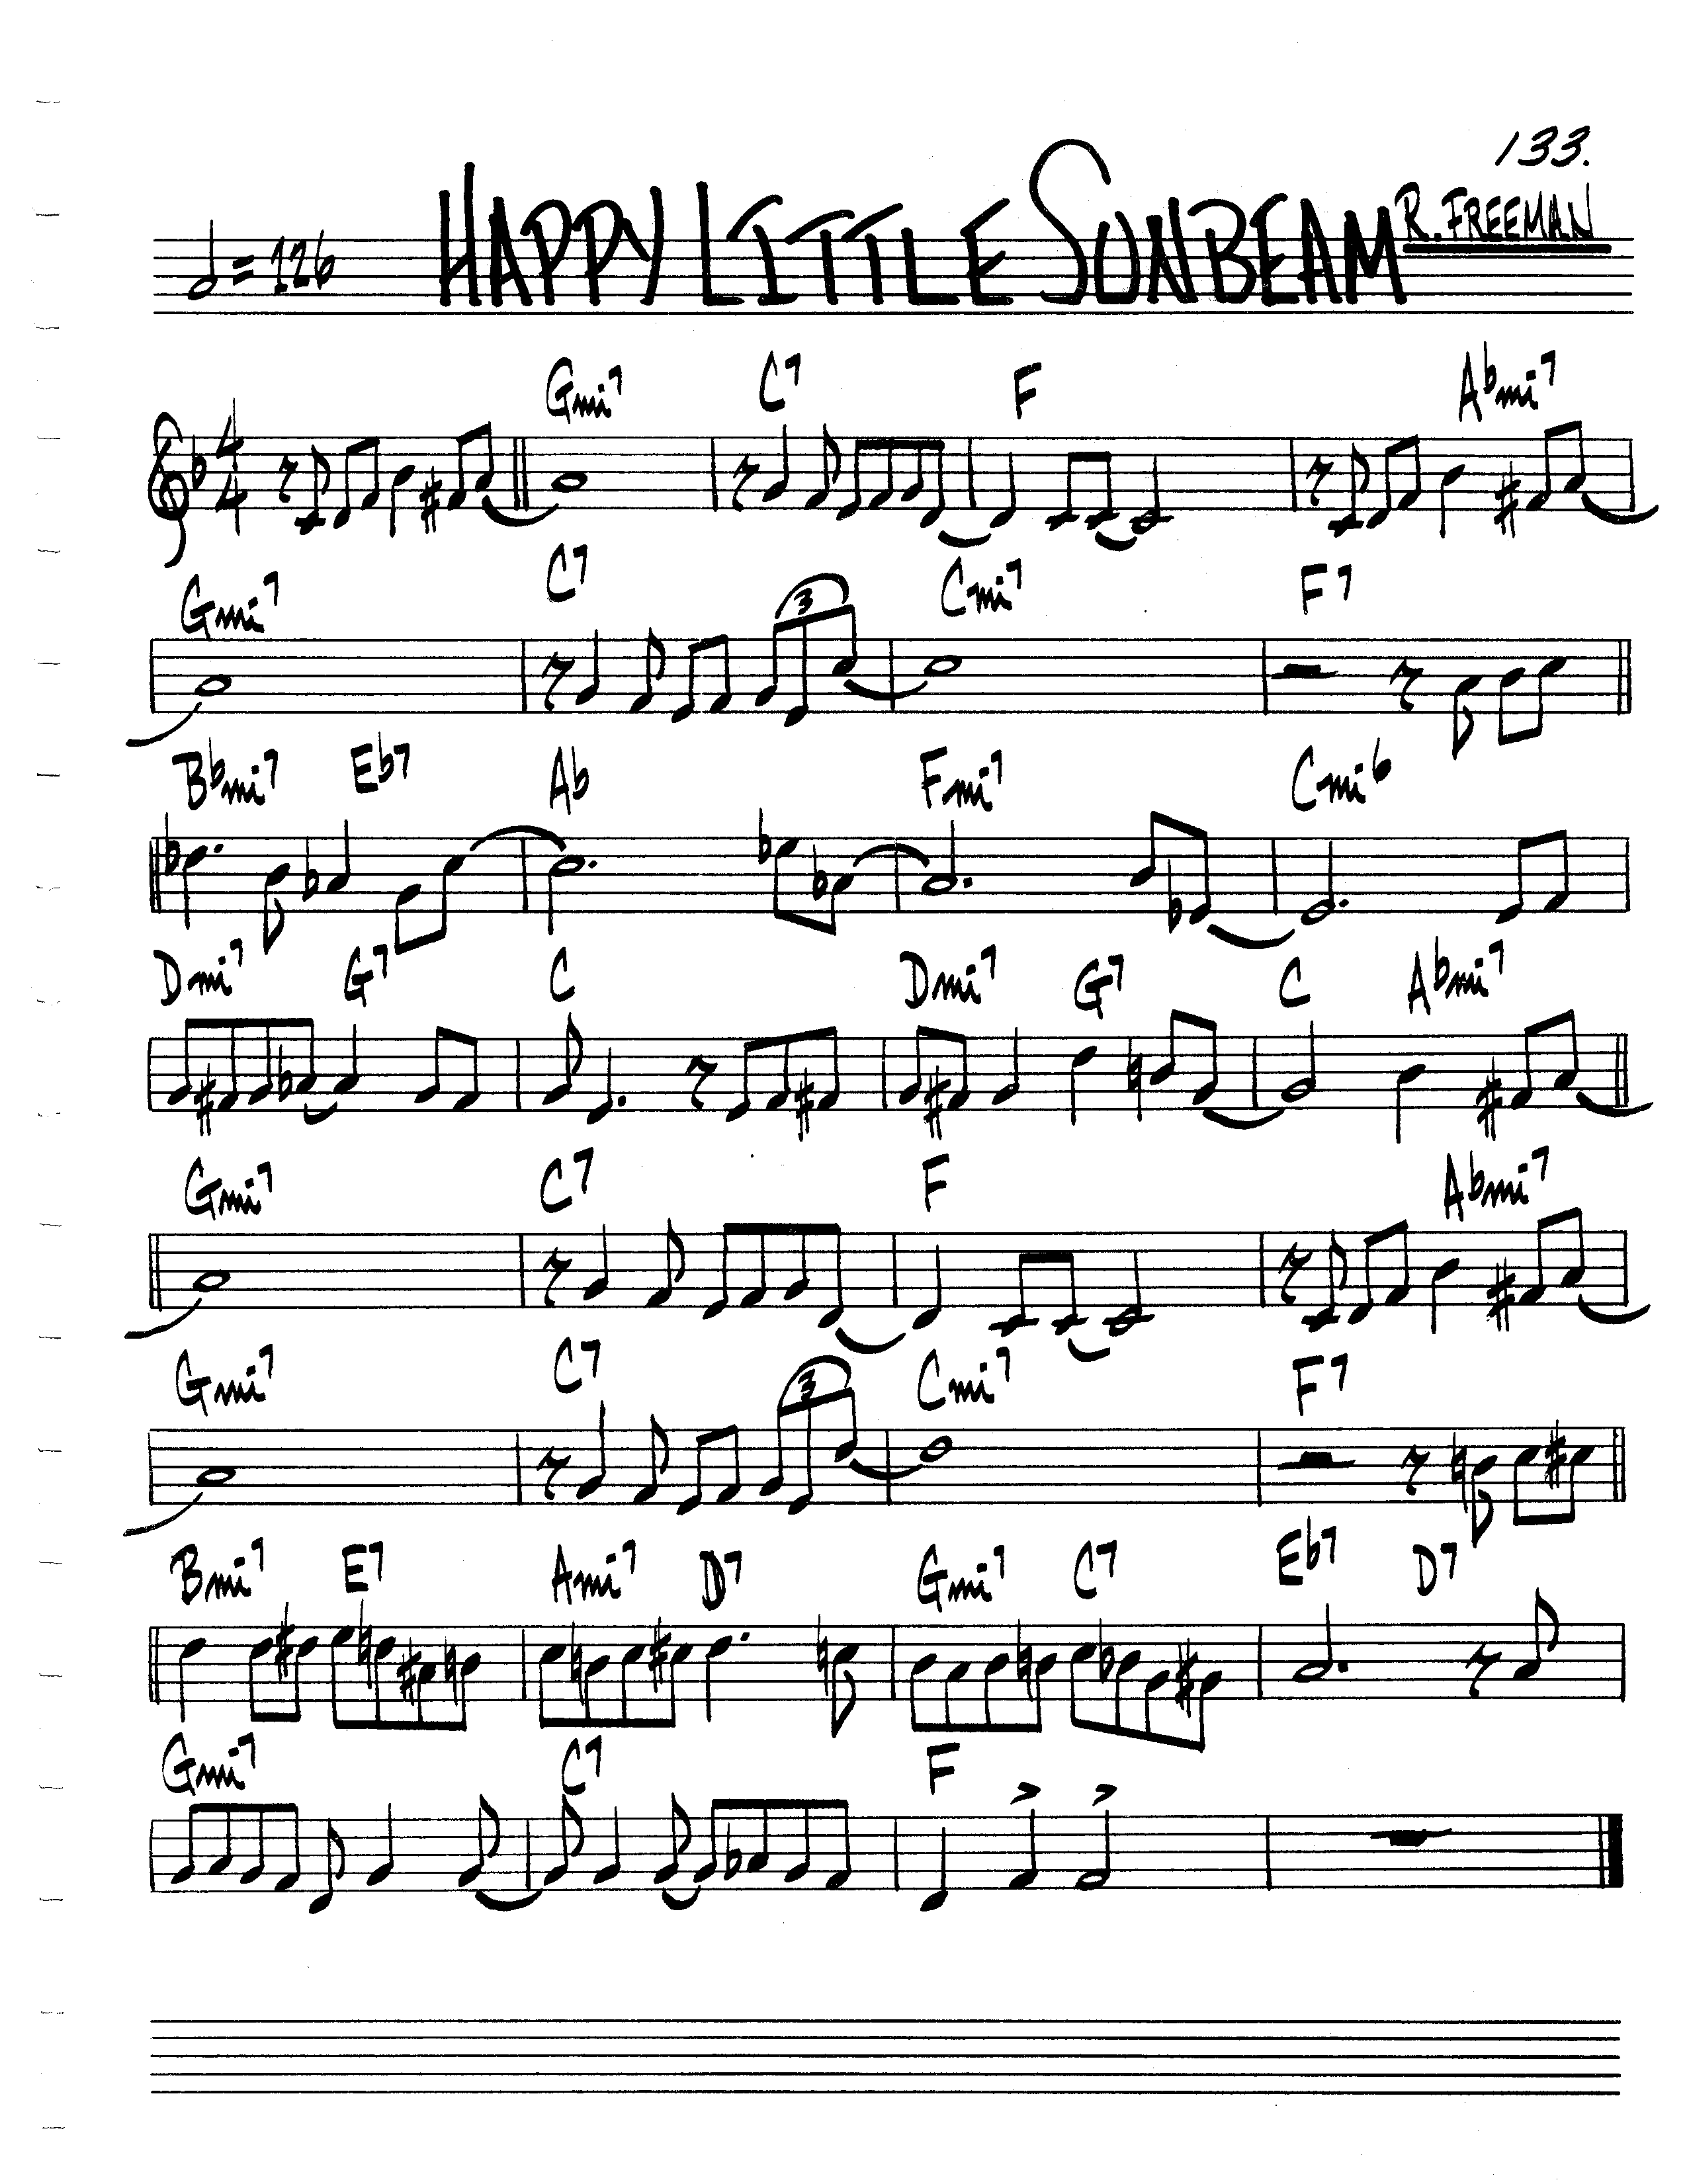 133.
R. FREEMAN
𝅗𝅥 = 126 HAPPY LITTLE SUNBEAM
4/4
Gmi7 C7 F Abmi7
Gmi7 C7 Cmi7 F7
3
Bbmi7 Eb7 Ab Fmi7 Cmi6
Dmi7 G7 C Dmi7 G7 C Abmi7
Gmi7 C7 F Abmi7
Gmi7 C7 Cmi7 F7
3
Bmi7 E7 Ami7 D7 Gmi7 C7 Eb7 D7
Gmi7 C7 F